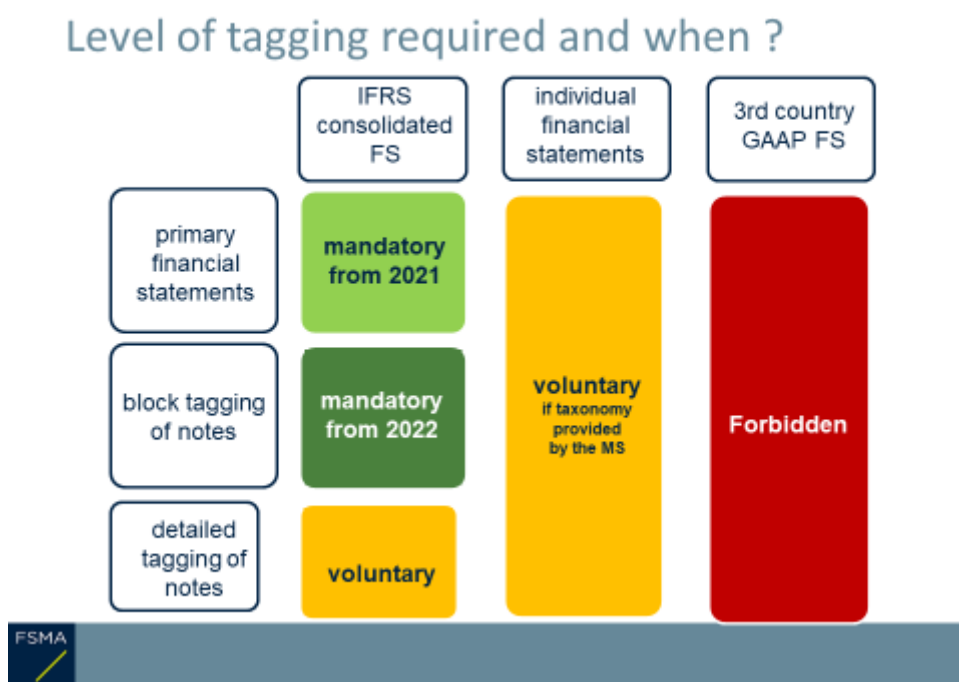 Level of tagging required and when ?
IFRS
consolidated
FS
individual
financial
statements
3rd country
GAAP FS
primary
financial
statements
mandatory
from 2021
block tagging
of notes
mandatory
from 2022
detailed
tagging of
notes
voluntary
voluntary
if taxonomy
provided
by the MS
Forbidden
FSMA